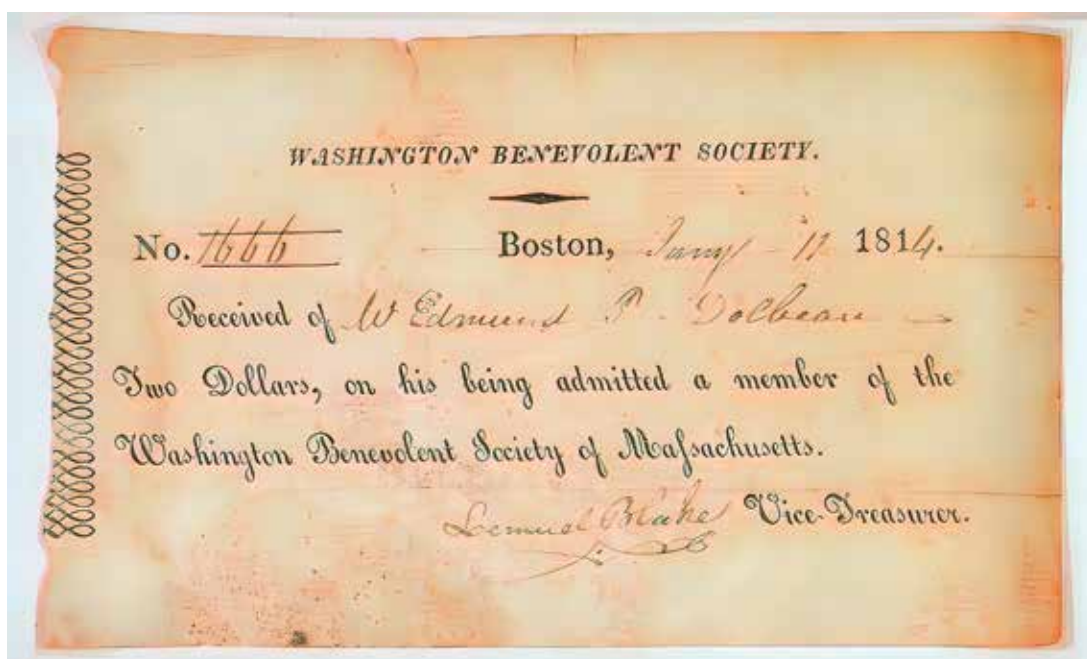 WASHINGTON BENEVOLENT SOCIETY.
No. 1666 Boston, Jany 11 1814.
Received of Mr Edmund P. Dolbeare
Two Dollars, on his being admitted a member of the
Washington Benevolent Society of Maſsachusetts.
Lemuel Blake Vice-Treasurer.